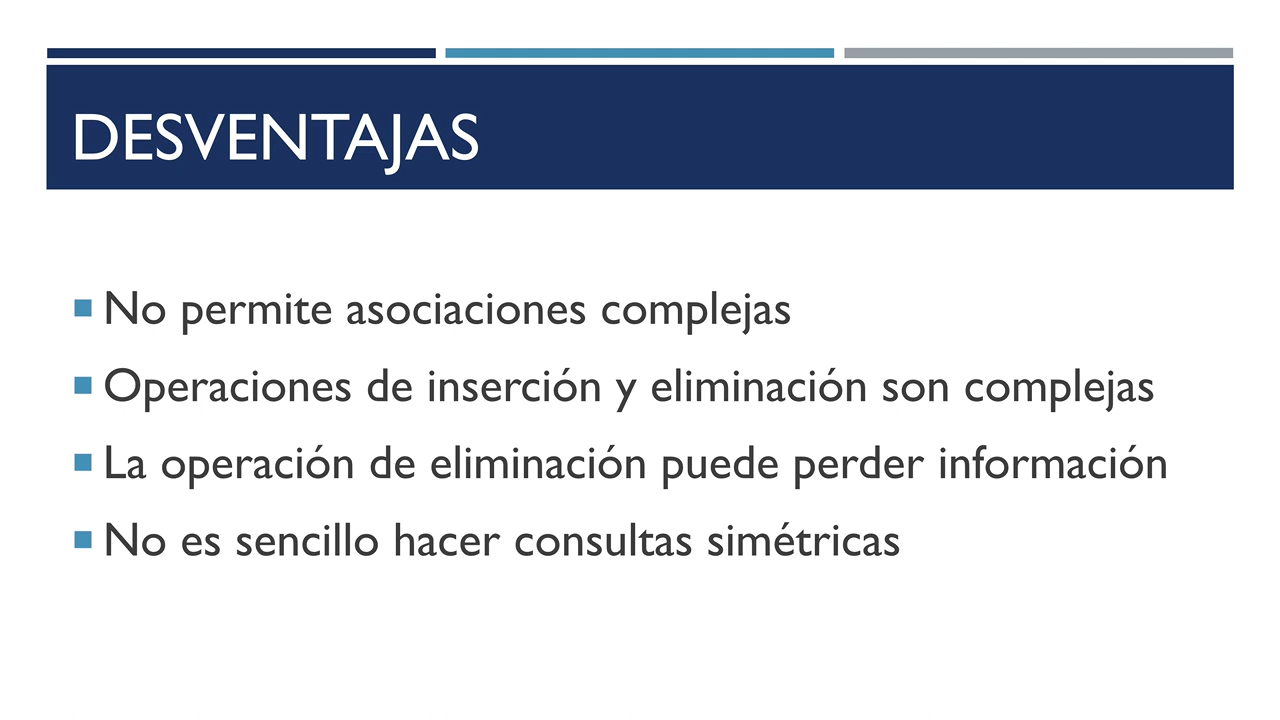 DESVENTAJAS
No permite asociaciones complejas
Operaciones de inserción y eliminación son complejas
La operación de eliminación puede perder información
No es sencillo hacer consultas simétricas